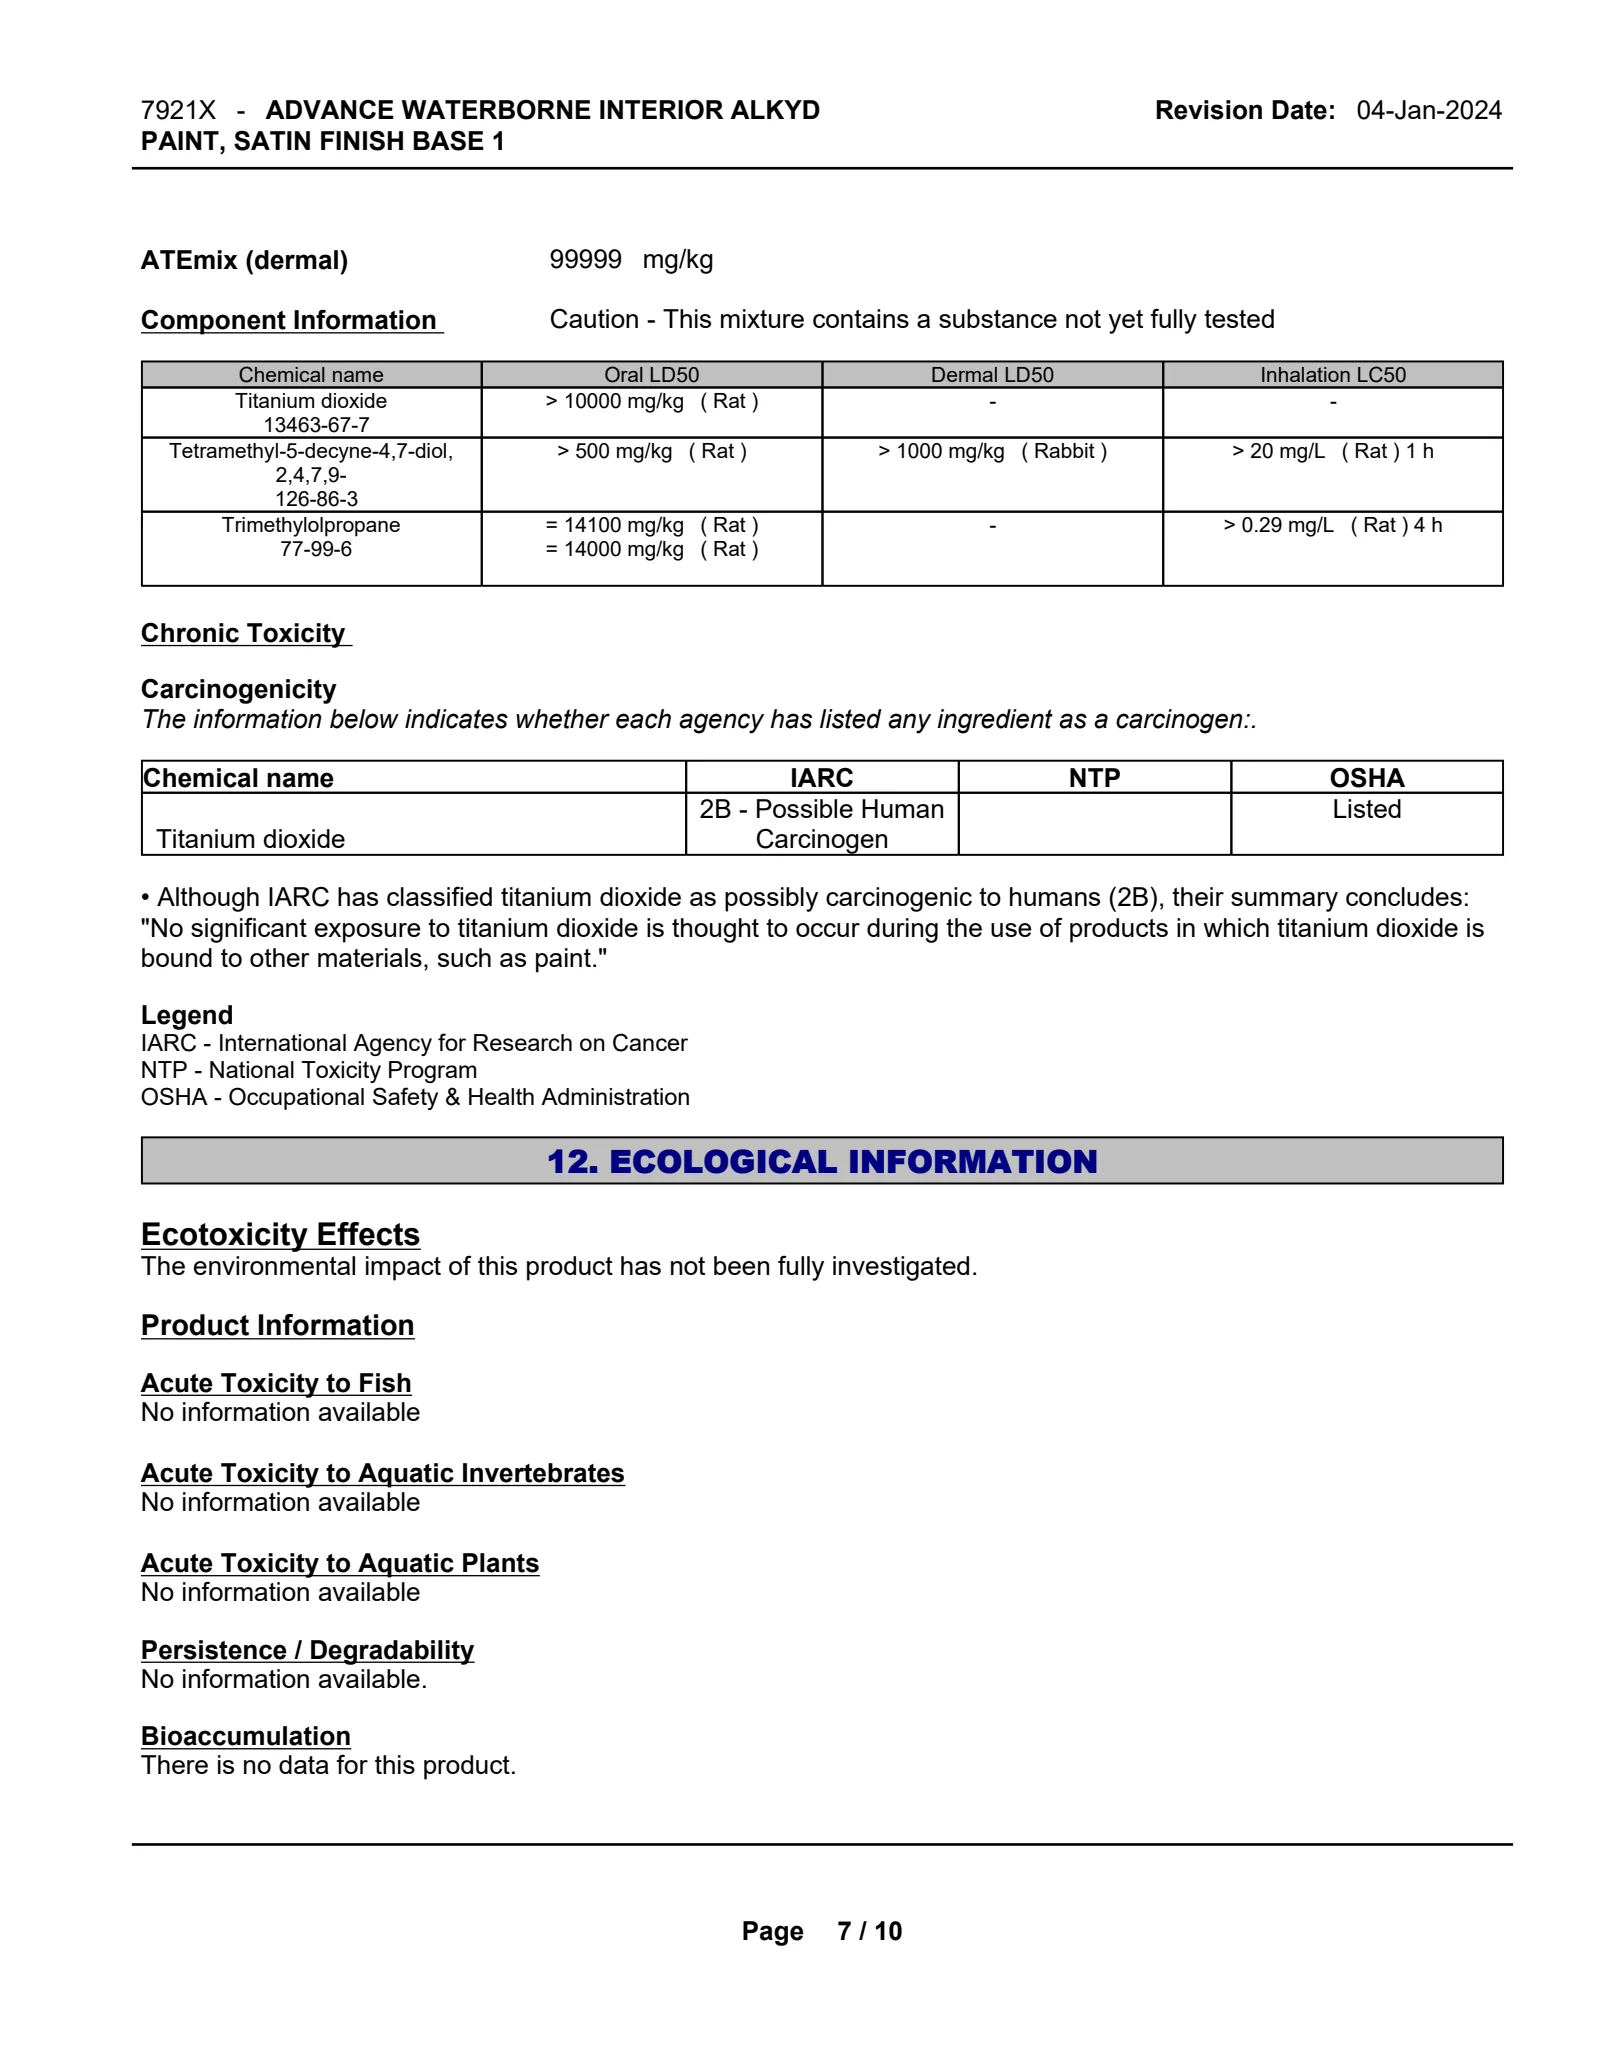 7921X - ADVANCE WATERBORNE INTERIOR ALKYD
PAINT, SATIN FINISH BASE 1
Revision Date: 04-Jan-2024
ATEmix (dermal) 99999 mg/kg
Component Information Caution - This mixture contains a substance not yet fully tested
Chemical name Oral LD50 Dermal LD50 Inhalation LC50
Titanium dioxide > 10000 mg/kg ( Rat ) - -
13463-67-7
Tetramethyl-5-decyne-4,7-diol, > 500 mg/kg ( Rat ) > 1000 mg/kg ( Rabbit ) > 20 mg/L ( Rat ) 1 h
2,4,7,9-
126-86-3
Trimethylolpropane = 14100 mg/kg ( Rat ) - > 0.29 mg/L ( Rat ) 4 h
77-99-6 = 14000 mg/kg ( Rat )
Chronic Toxicity
Carcinogenicity
The information below indicates whether each agency has listed any ingredient as a carcinogen:.
Chemical name IARC NTP OSHA
2B - Possible Human Listed
Titanium dioxide Carcinogen
• Although IARC has classified titanium dioxide as possibly carcinogenic to humans (2B), their summary concludes:
"No significant exposure to titanium dioxide is thought to occur during the use of products in which titanium dioxide is
bound to other materials, such as paint."
Legend
IARC - International Agency for Research on Cancer
NTP - National Toxicity Program
OSHA - Occupational Safety & Health Administration
12. ECOLOGICAL INFORMATION
Ecotoxicity Effects
The environmental impact of this product has not been fully investigated.
Product Information
Acute Toxicity to Fish
No information available
Acute Toxicity to Aquatic Invertebrates
No information available
Acute Toxicity to Aquatic Plants
No information available
Persistence / Degradability
No information available.
Bioaccumulation
There is no data for this product.
Page 7 / 10